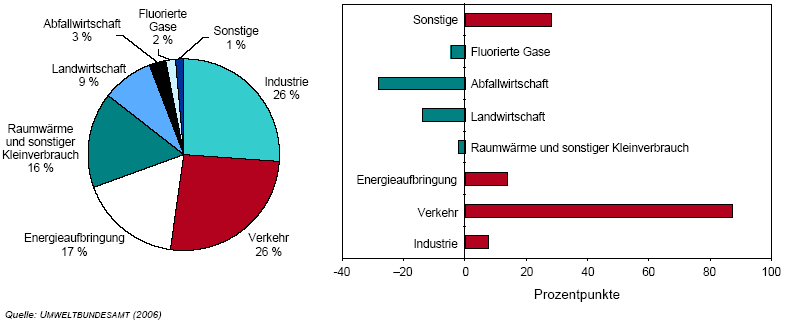 Abfallwirtschaft
3 %
Fluorierte
Gase
2 %
Sonstige
1 %
Landwirtschaft
9 %
Industrie
26 %
Raumwärme
und sonstiger
Kleinverbrauch
16 %
Energieaufbringung
17 %
Verkehr
26 %
Sonstige
Fluorierte Gase
Abfallwirtschaft
Landwirtschaft
Raumwärme und sonstiger Kleinverbrauch
Energieaufbringung
Verkehr
Industrie
-40 –20 0 20 40 60 80 100
Prozentpunkte
Quelle: UMWELTBUNDESAMT (2006)